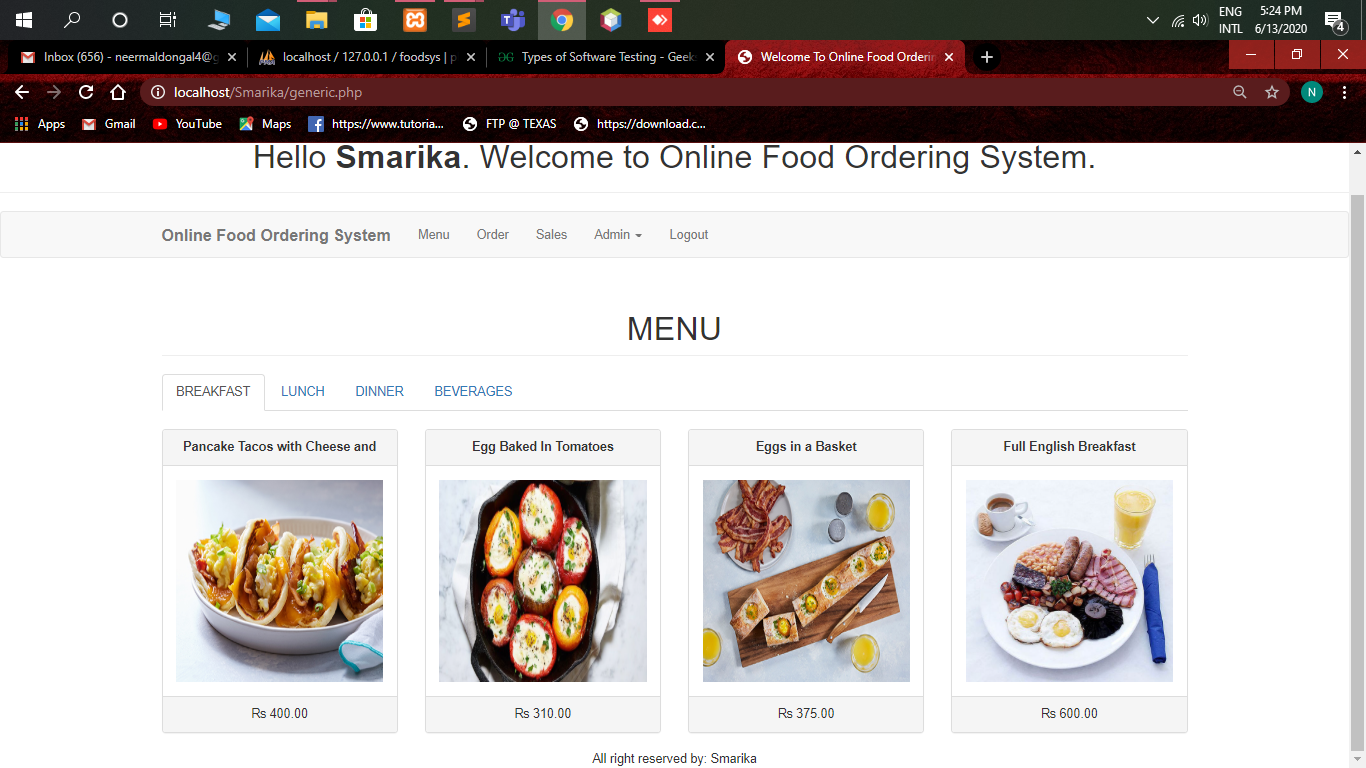 ENG
INTL
5:24 PM
6/13/2020
4
Inbox (656) - neermaldongal4@g
localhost / 127.0.0.1 / foodsys | p
Types of Software Testing - Geek
Welcome To Online Food Orderin
localhost/Smarika/generic.php
N
Apps
Gmail
YouTube
Maps
https://www.tutoria...
FTP @ TEXAS
https://download.c...
Hello Smarika. Welcome to Online Food Ordering System.
Online Food Ordering System
Menu
Order
Sales
Admin
Logout
MENU
BREAKFAST
LUNCH
DINNER
BEVERAGES
Pancake Tacos with Cheese and
Egg Baked In Tomatoes
Eggs in a Basket
Full English Breakfast
₨ 400.00
₨ 310.00
₨ 375.00
₨ 600.00
All right reserved by: Smarika